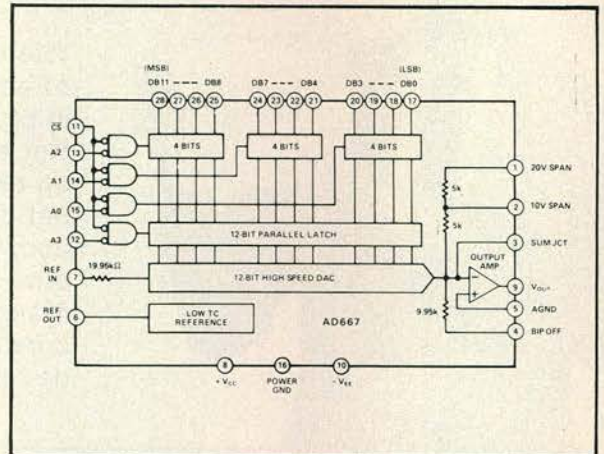 (MSB) (LSB)
DB11 ---- DB8 DB7 ---- DB4 DB3 ---- DB0
28 27 26 25 24 23 22 21 20 19 18 17
CS 11
A2 13
A1 14
A0 15
A3 12
4 BITS 4 BITS 4 BITS
12-BIT PARALLEL LATCH
REF IN 7
19.95kΩ
12-BIT HIGH SPEED DAC
REF OUT 6
LOW TC
REFERENCE
AD667
5k
5k
9.95k
OUTPUT
AMP
1 20V SPAN
2 10V SPAN
3 SUM JCT
9 VOUT
5 AGND
4 BIP OFF
8 16 10
+ VCC POWER - VEE
GND